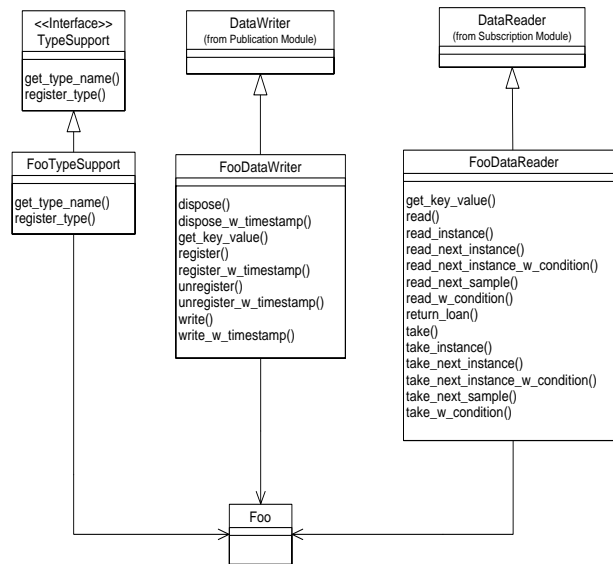 <<Interface>>
TypeSupport
get_type_name()
register_type()
DataWriter
(from Publication Module)
DataReader
(from Subscription Module)
FooTypeSupport
get_type_name()
register_type()
FooDataWriter
dispose()
dispose_w_timestamp()
get_key_value()
register()
register_w_timestamp()
unregister()
unregister_w_timestamp()
write()
write_w_timestamp()
FooDataReader
get_key_value()
read()
read_instance()
read_next_instance()
read_next_instance_w_condition()
read_next_sample()
read_w_condition()
return_loan()
take()
take_instance()
take_next_instance()
take_next_instance_w_condition()
take_next_sample()
take_w_condition()
Foo